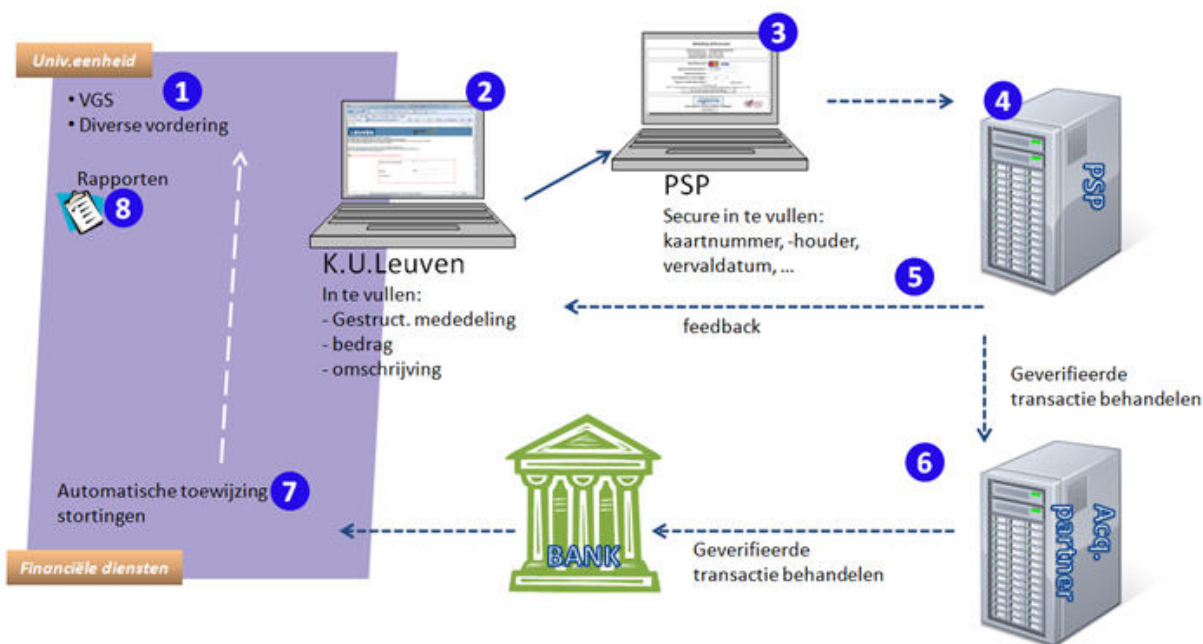 Univ.eenheid
1
• VGS
• Diverse vordering
Rapporten
8
2
K.U.Leuven
In te vullen:
- Gestruct. mededeling
- bedrag
- omschrijving
3
PSP
Secure in te vullen:
kaartnummer, -houder,
vervaldatum, ...
4
PSP
5
feedback
Geverifieerde
transactie behandelen
6
Acq.
partner
Geverifieerde
transactie behandelen
BANK
Automatische toewijzing
7
stortingen
Financiële diensten